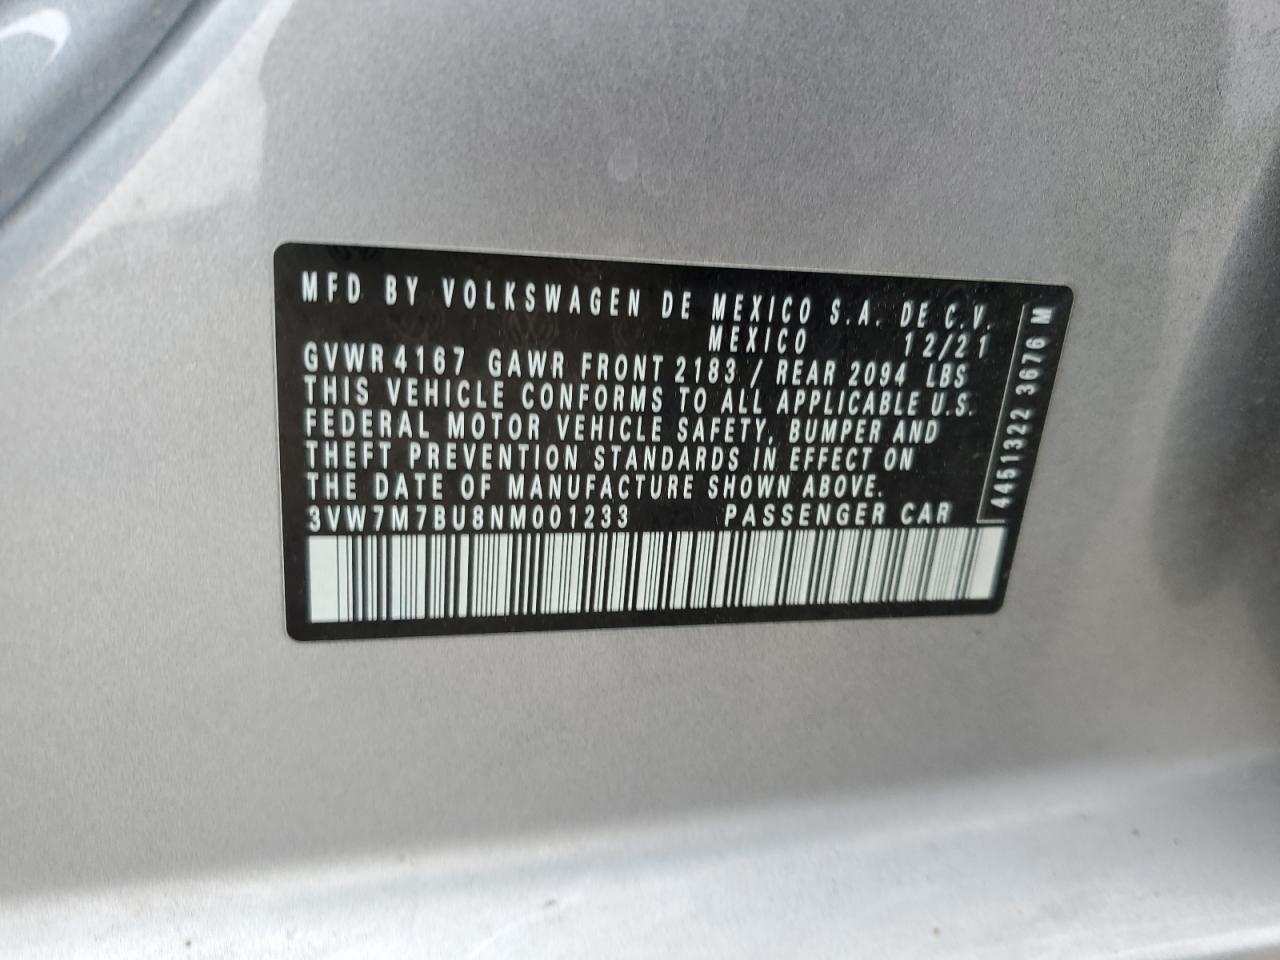 MFD BY VOLKSWAGEN DE MEXICO S.A. DE C.V.
MEXICO 12/21
GVWR 4167 GAWR FRONT 2183 / REAR 2094 LBS
THIS VEHICLE CONFORMS TO ALL APPLICABLE U.S.
FEDERAL MOTOR VEHICLE SAFETY, BUMPER AND
THEFT PREVENTION STANDARDS IN EFFECT ON
THE DATE OF MANUFACTURE SHOWN ABOVE.
3VW7M7BU8NM001233 PASSENGER CAR
4451322 3676 M